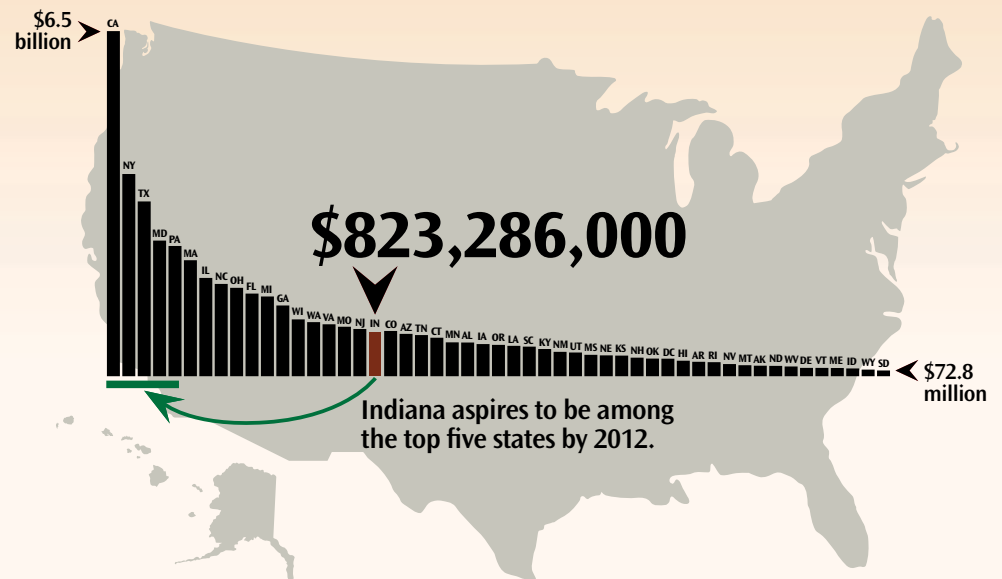 $6.5
billion
CA
NY
TX
MD
PA
MA
IL
NC
OH
FL
MI
GA
WI
WA
VA
MO
NJ
IN
CO
AZ
TN
CT
MN
AL
IA
OR
LA
SC
KY
NM
UT
MS
NE
KS
NH
OK
DC
HI
AR
RI
NV
MT
AK
ND
WV
DE
VT
ME
ID
WY
SD
$823,286,000
$72.8
million
Indiana aspires to be among
the top five states by 2012.